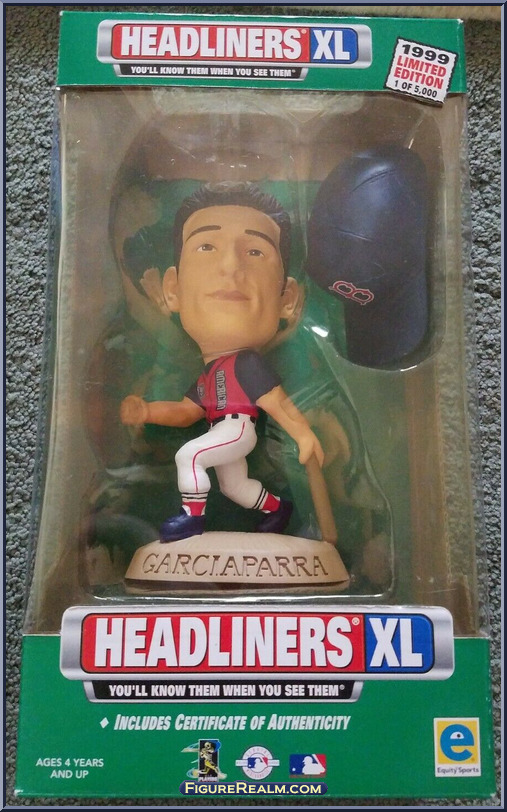 HEADLINERS® XL
YOU'LL KNOW THEM WHEN YOU SEE THEM®
1999
LIMITED
EDITION
1 OF 5,000
B
GARCIAPARRA
HEADLINERS® XL
YOU'LL KNOW THEM WHEN YOU SEE THEM®
INCLUDES CERTIFICATE OF AUTHENTICITY
AGES 4 YEARS
AND UP
PLAYERS
e
Equity Sports
FIGUREREALM.COM